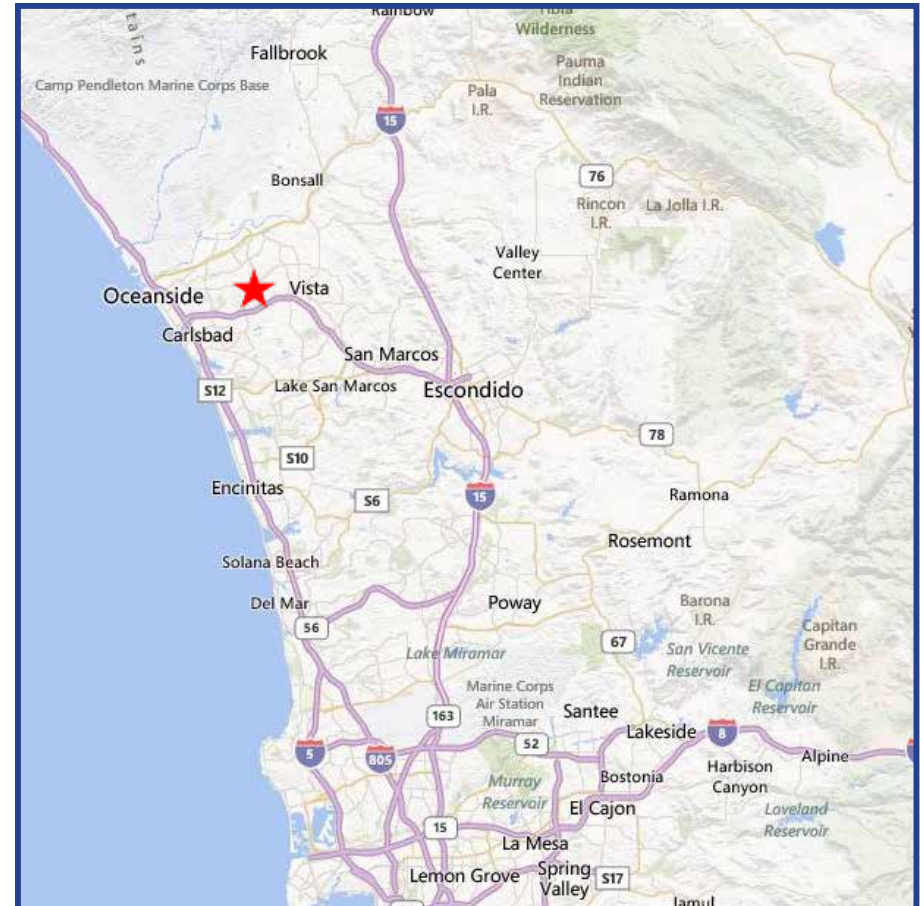 Rainbow
tains
Wilderness
Fallbrook
Pauma
Indian
Reservation
Camp Pendleton Marine Corps Base
Pala
I.R.
15
Bonsall
76
Rincon
I.R.
La Jolla I.R.
Valley
Center
Oceanside
Vista
Carlsbad
San Marcos
S12
Lake San Marcos
Escondido
78
S10
Encinitas
S6
15
Ramona
Rosemont
Solana Beach
Del Mar
Poway
Barona
I.R.
56
67
Capitan
Grande
I.R.
Lake Miramar
San Vicente
Reservoir
Marine Corps
Air Station
Miramar
El Capitan
Reservoir
163
Santee
Lakeside
8
5
805
52
Alpine
Bostonia
Harbison
Canyon
Murray
Reservoir
El Cajon
Loveland
Reservoir
15
La Mesa
Lemon Grove
Spring
Valley
S17
Jamul